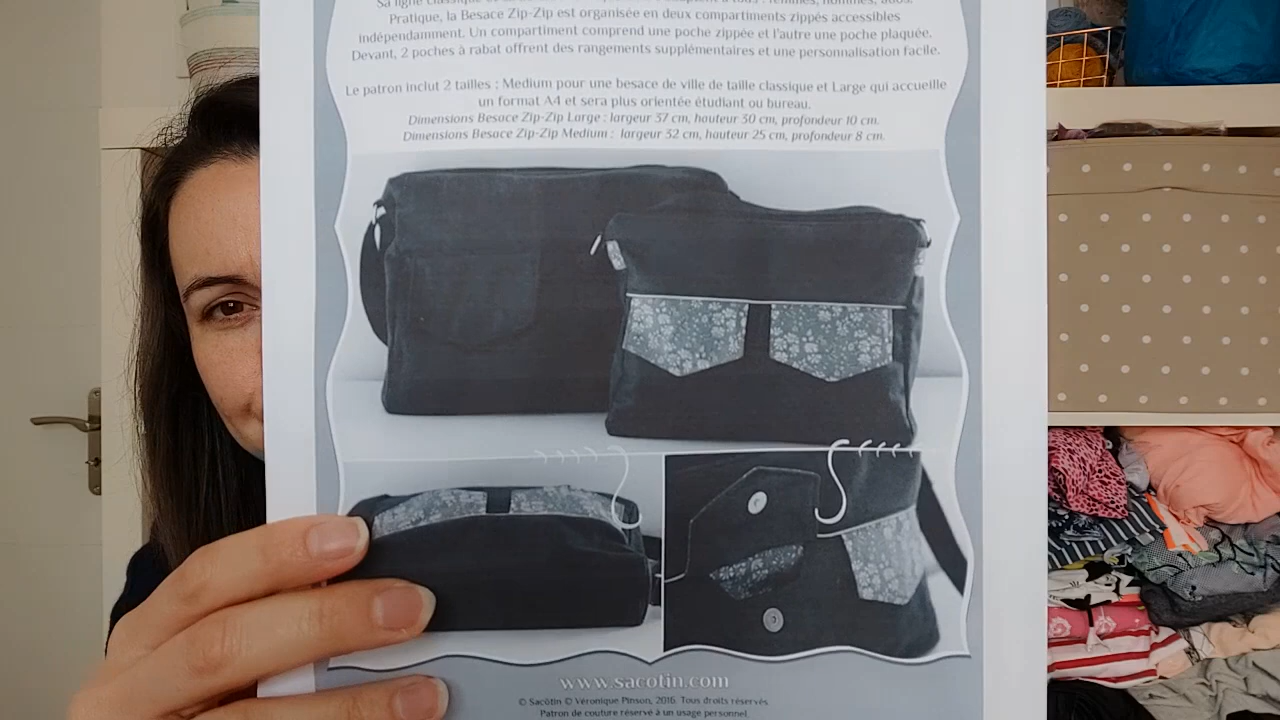 Sa ligne
femmes, hommes, ados.
Pratique, la Besace Zip-Zip est organisée en deux compartiments zippés accessibles
indépendamment. Un compartiment comprend une poche zippée et l'autre une poche plaquée.
Devant, 2 poches à rabat offrent des rangements supplémentaires et une personnalisation facile.
Le patron inclut 2 tailles : Medium pour une besace de ville de taille classique et Large qui accueille
un format A4 et sera plus orientée étudiant ou bureau.
Dimensions Besace Zip-Zip Large : largeur 37 cm, hauteur 30 cm, profondeur 10 cm.
Dimensions Besace Zip-Zip Medium : largeur 32 cm, hauteur 25 cm, profondeur 8 cm.
www.sacotin.com
© Sacôtin © Véronique Pinson, 2016. Tous droits réservés.
Patron de couture réservé à un usage personnel.